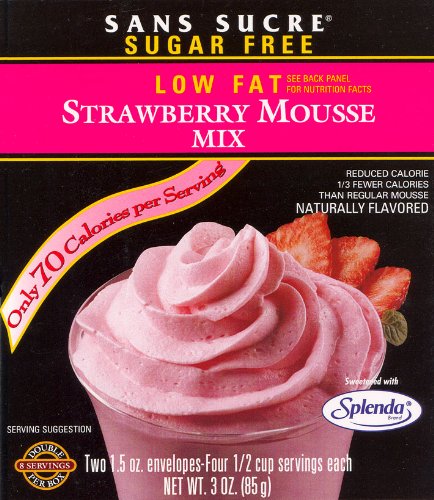 SANS SUCRE®
SUGAR FREE
LOW FAT SEE BACK PANEL
FOR NUTRITION FACTS
STRAWBERRY MOUSSE
MIX
REDUCED CALORIE
1/3 FEWER CALORIES
THAN REGULAR MOUSSE
NATURALLY FLAVORED
Only 70 Calories per Serving
Sweetened with
Splenda®
Brand
SERVING SUGGESTION
DOUBLE
8 SERVINGS
PER BOX
Two 1.5 oz. envelopes-Four 1/2 cup servings each
NET WT. 3 OZ. (85g)